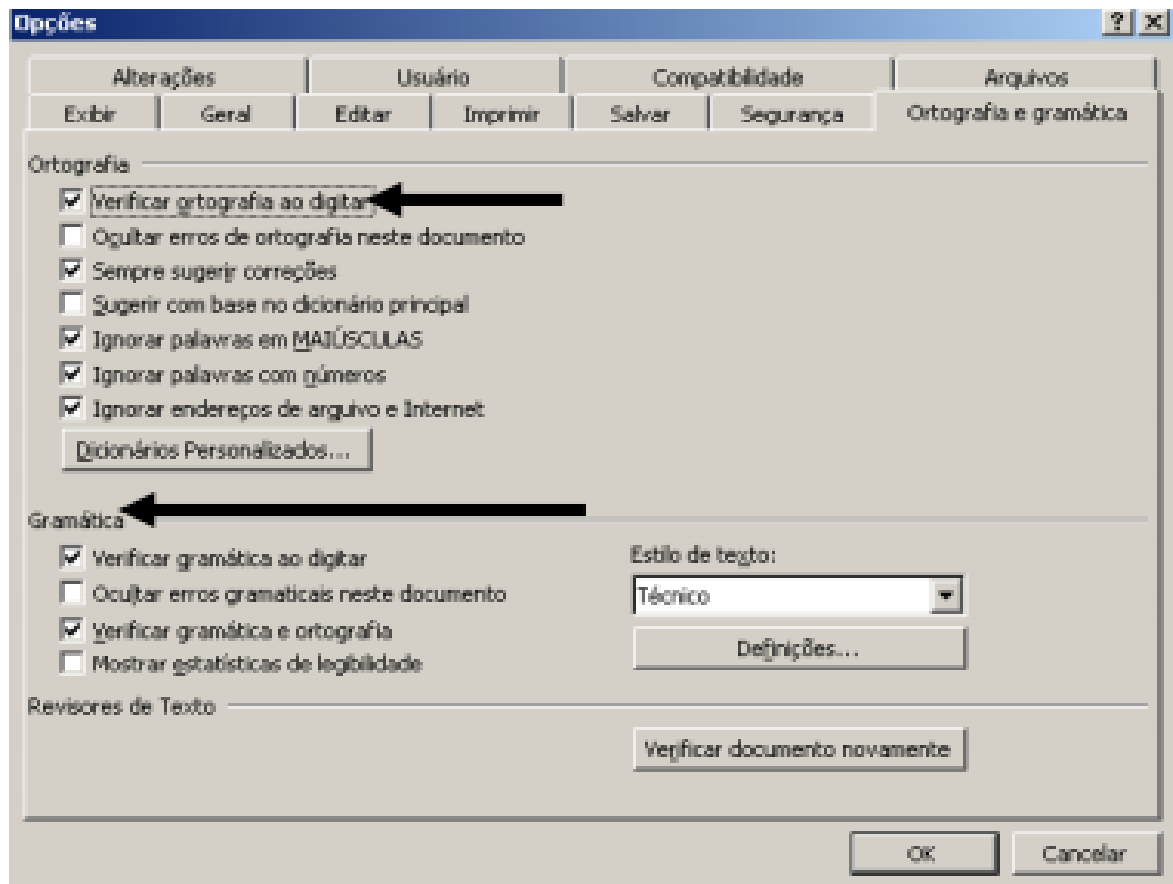 Opções
Alterações Usuário Compatibilidade Arquivos
Exibir Geral Editar Imprimir Salvar Segurança Ortografia e gramática
Ortografia
Verificar ortografia ao digitar
Ocultar erros de ortografia neste documento
Sempre sugerir correções
Sugerir com base no dicionário principal
Ignorar palavras em MAIÚSCULAS
Ignorar palavras com números
Ignorar endereços de arquivo e Internet
Dicionários Personalizados...
Gramática
Verificar gramática ao digitar Estilo de texto:
Ocultar erros gramaticais neste documento Técnico
Verificar gramática e ortografia Definições...
Mostrar estatísticas de legibilidade
Revisores de Texto
Verificar documento novamente
OK Cancelar